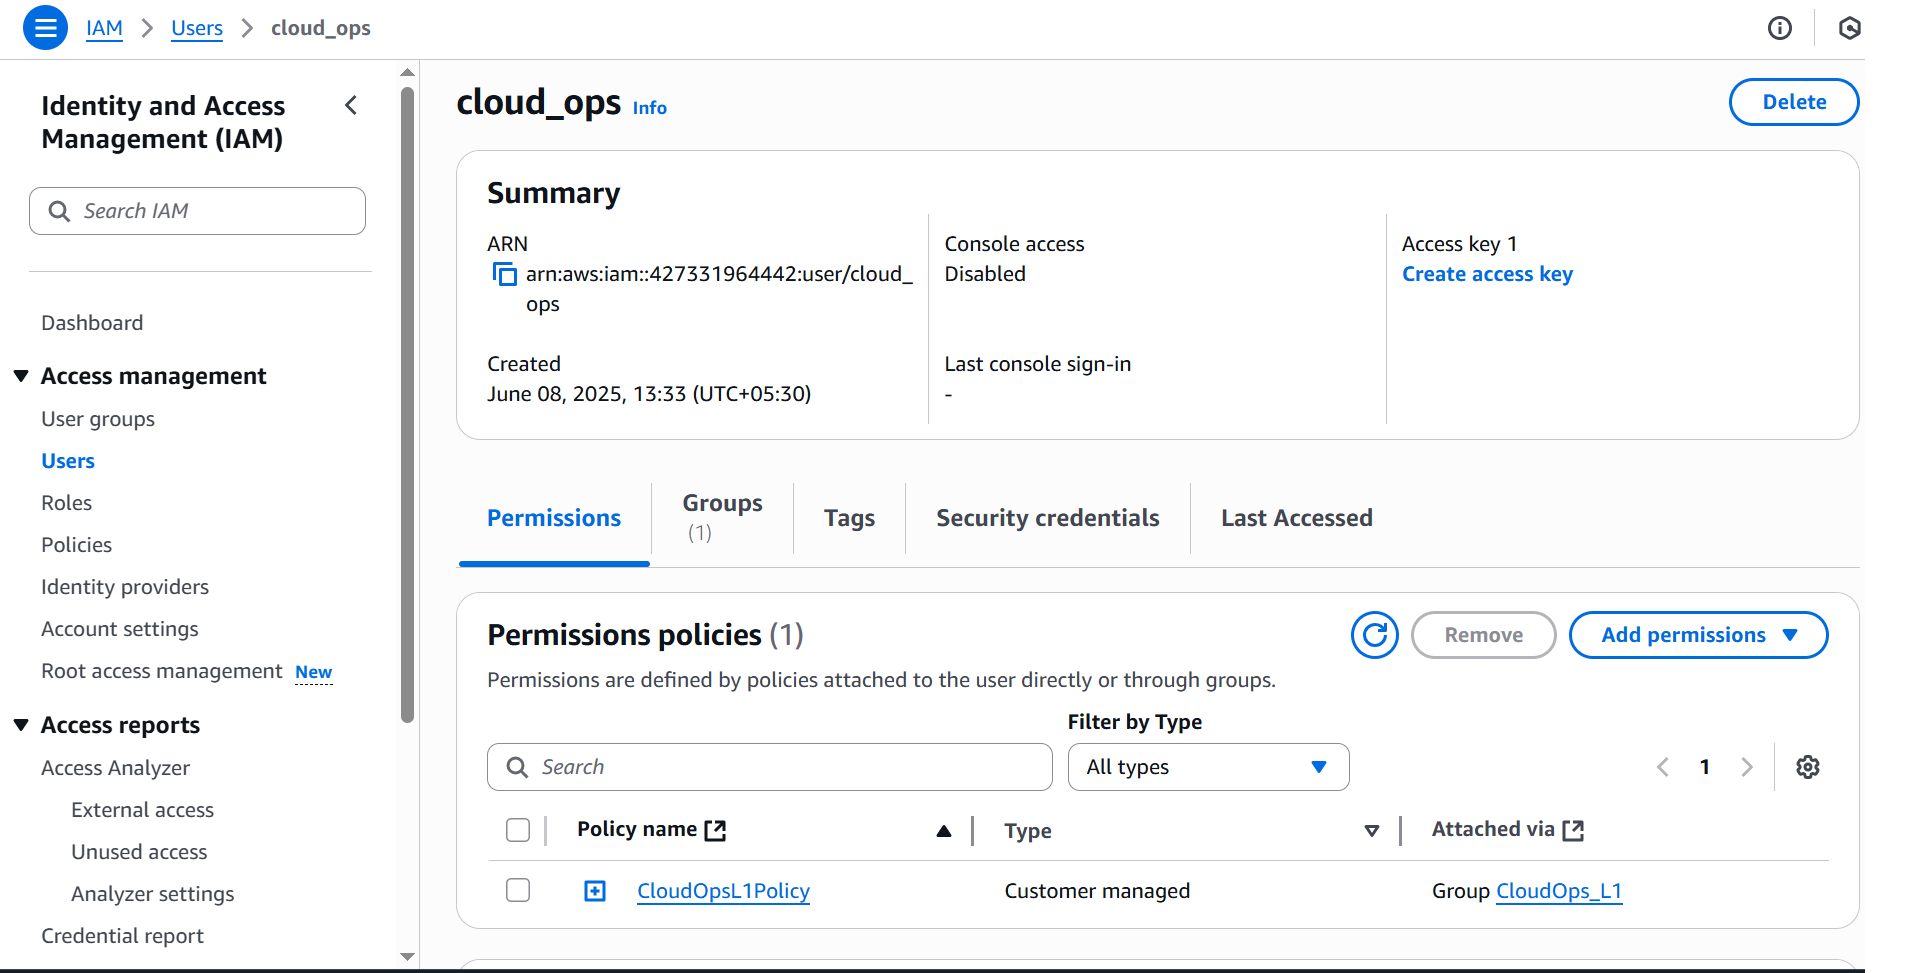 IAM > Users > cloud_ops
Identity and Access
Management (IAM)
Search IAM
Dashboard
Access management
User groups
Users
Roles
Policies
Identity providers
Account settings
Root access management New
Access reports
Access Analyzer
External access
Unused access
Analyzer settings
Credential report
cloud_ops Info
Delete
Summary
ARN
arn:aws:iam::427331964442:user/cloud_
ops
Console access
Disabled
Access key 1
Create access key
Created
June 08, 2025, 13:33 (UTC+05:30)
Last console sign-in
-
Permissions
Groups
(1)
Tags
Security credentials
Last Accessed
Permissions policies (1)
Remove
Add permissions
Permissions are defined by policies attached to the user directly or through groups.
Filter by Type
Search
All types
1
Policy name
Type
Attached via
CloudOpsL1Policy
Customer managed
Group CloudOps_L1